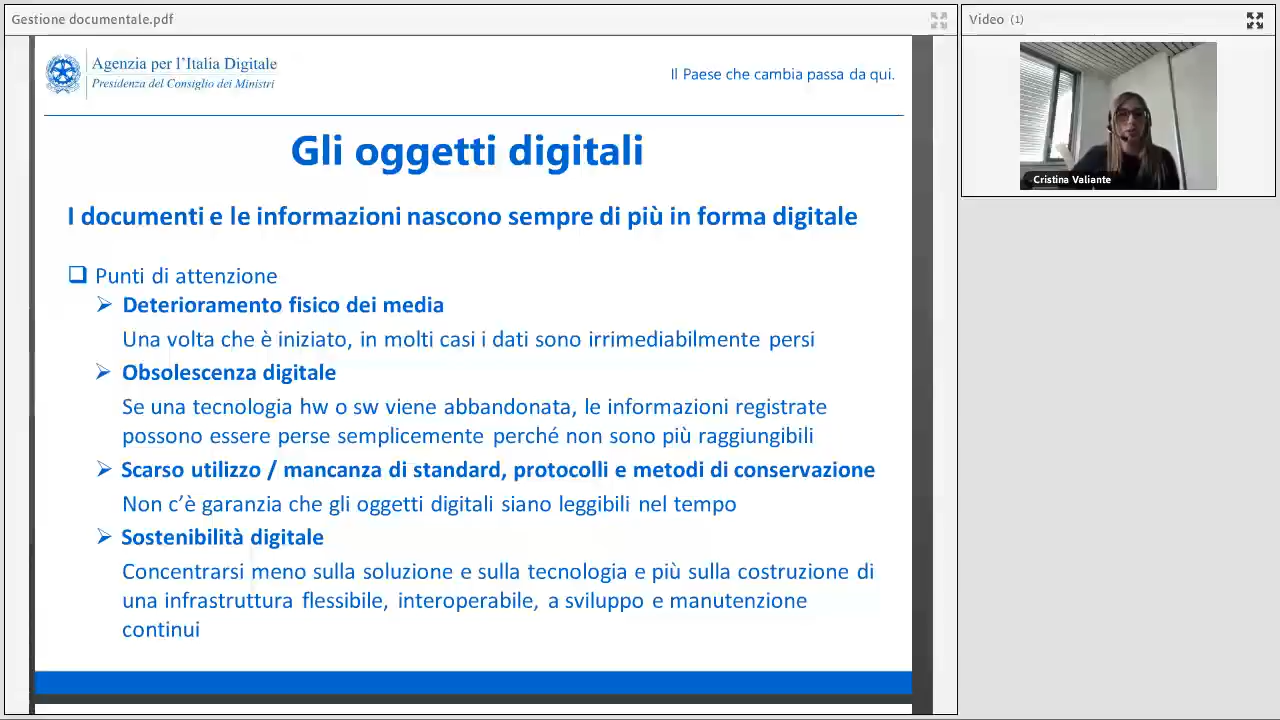 Gestione documentale.pdf
Video (1)
Agenzia per l'Italia Digitale
Presidenza del Consiglio dei Ministri
Il Paese che cambia passa da qui.
Gli oggetti digitali
I documenti e le informazioni nascono sempre di più in forma digitale
Punti di attenzione
Deterioramento fisico dei media
Una volta che è iniziato, in molti casi i dati sono irrimediabilmente persi
Obsolescenza digitale
Se una tecnologia hw o sw viene abbandonata, le informazioni registrate
possono essere perse semplicemente perché non sono più raggiungibili
Scarso utilizzo / mancanza di standard, protocolli e metodi di conservazione
Non c'è garanzia che gli oggetti digitali siano leggibili nel tempo
Sostenibilità digitale
Concentrarsi meno sulla soluzione e sulla tecnologia e più sulla costruzione di
una infrastruttura flessibile, interoperabile, a sviluppo e manutenzione
continui
Cristina Valiante